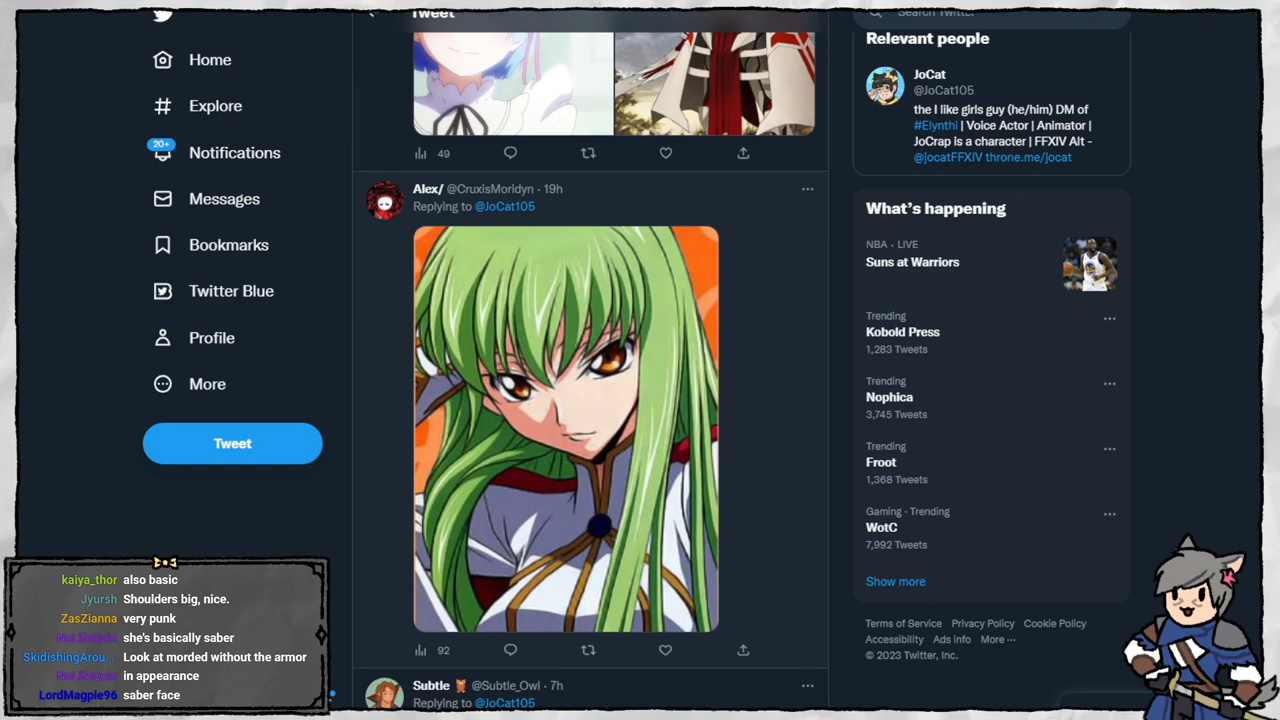 Home
Explore
20+
Notifications
Messages
Bookmarks
Twitter Blue
Profile
More
Tweet
Tweet
49
Alex/ @CruxisMoridyn · 19h
Replying to @JoCat105
92
Subtle @Subtle_Owl · 7h
Replying to @JoCat105
Search Twitter
Relevant people
JoCat
@JoCat105
the I like girls guy (he/him) DM of
#Elynthi | Voice Actor | Animator |
JoCrap is a character | FFXIV Alt -
@jocatFFXIV throne.me/jocat
What's happening
NBA · LIVE
Suns at Warriors
Trending
Kobold Press
1,283 Tweets
Trending
Nophica
3,745 Tweets
Trending
Froot
1,368 Tweets
Gaming · Trending
WotC
7,992 Tweets
Show more
Terms of Service Privacy Policy Cookie Policy
Accessibility Ads info More ···
© 2023 Twitter, Inc.
kaiya_thor also basic
Jyursh Shoulders big, nice.
ZasZianna very punk
she's basically saber
SkidishingArou... Look at morded without the armor
in appearance
LordMagpie96 saber face